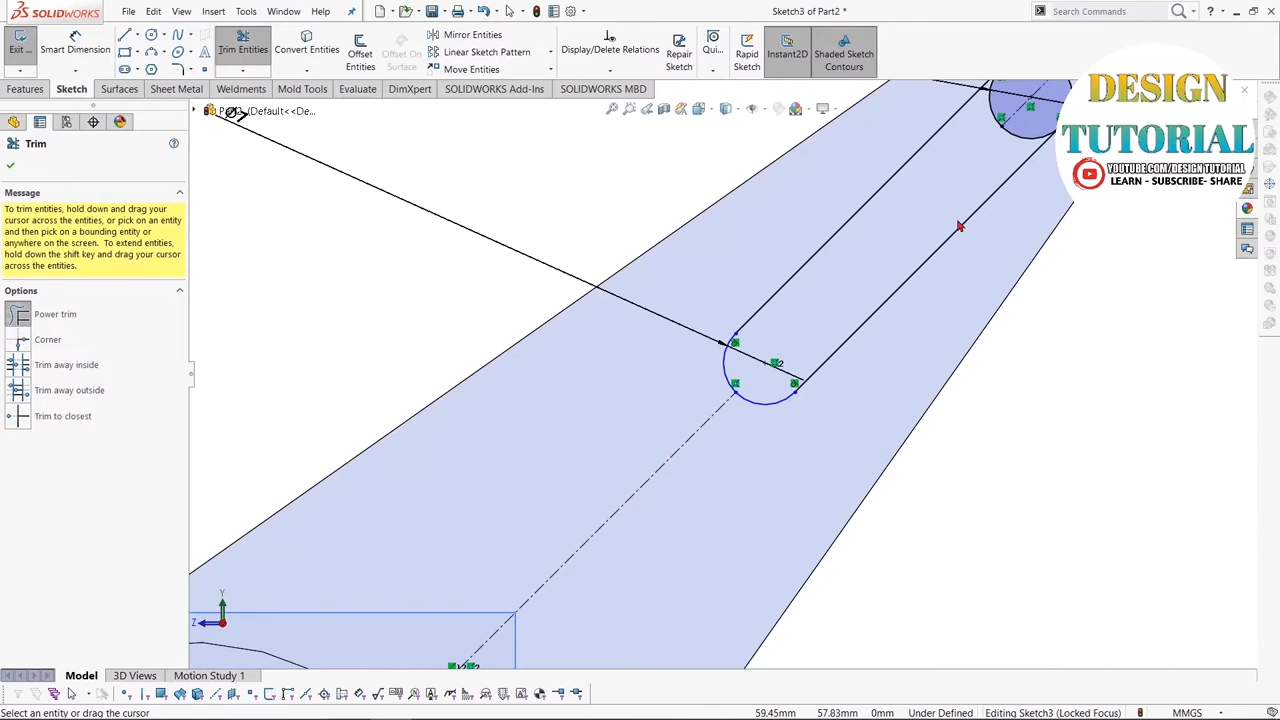 SOLIDWORKS
File
Edit
View
Insert
Tools
Window
Sketch3 of Part2 *
Search Commands
Exit ...
Smart Dimension
Trim Entities
Convert Entities
Offset Entities
Offset On Surface
Mirror Entities
Linear Sketch Pattern
Move Entities
Display/Delete Relations
Repair Sketch
Qui...
Rapid Sketch
Instant2D
Shaded Sketch Contours
Features
Sketch
Surfaces
Sheet Metal
Weldments
Mold Tools
Evaluate
DimXpert
SOLIDWORKS Add-Ins
SOLIDWORKS MBD
(Default<<De...
DESIGN
TUTORIAL
YOUTUBE.COM/DESIGN TUTORIAL
LEARN - SUBSCRIBE- SHARE
Trim
Message
To trim entities, hold down and drag your
cursor across the entities, or pick on an entity
and then pick on a bounding entity or
anywhere on the screen. To extend entities,
hold down the shift key and drag your cursor
across the entities.
Options
Power trim
Corner
Trim away inside
Trim away outside
Trim to closest
Y
Z
Model
3D Views
Motion Study 1
Select an entity or drag the cursor
59.45mm
57.83mm
0mm
Under Defined
Editing Sketch3 (Locked Focus)
MMGS